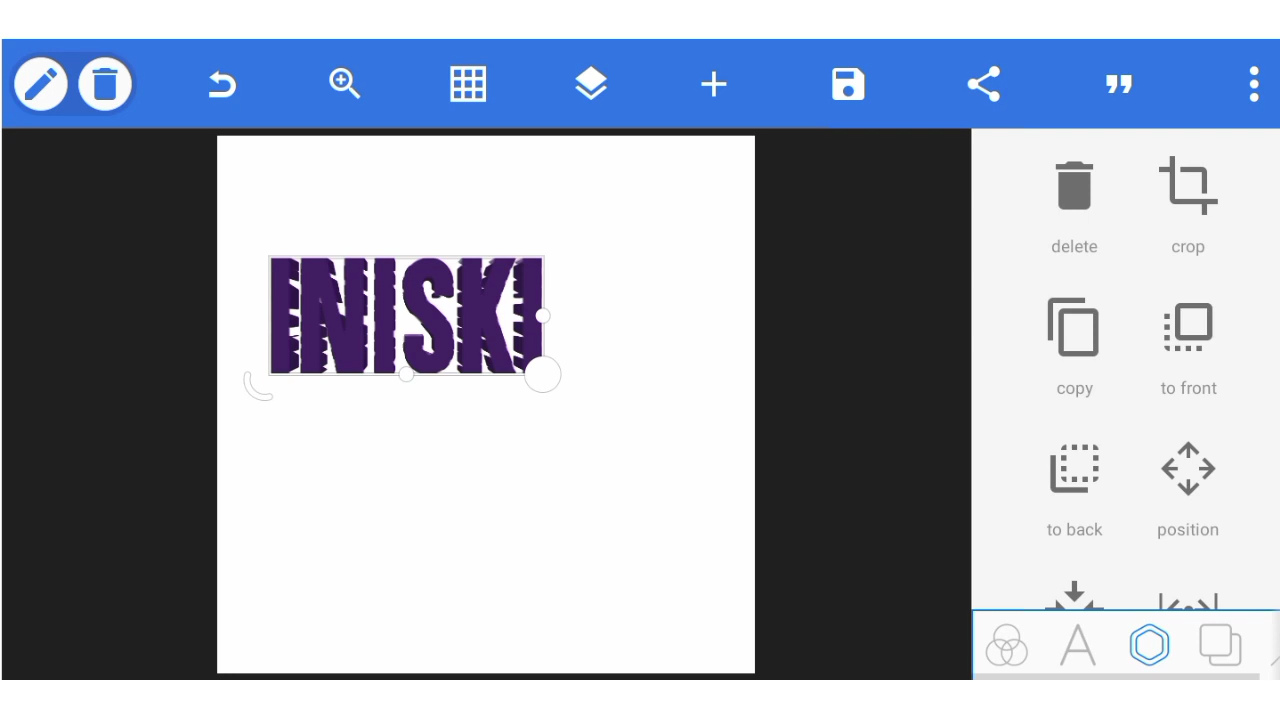 INISKI
delete
crop
copy
to front
to back
position